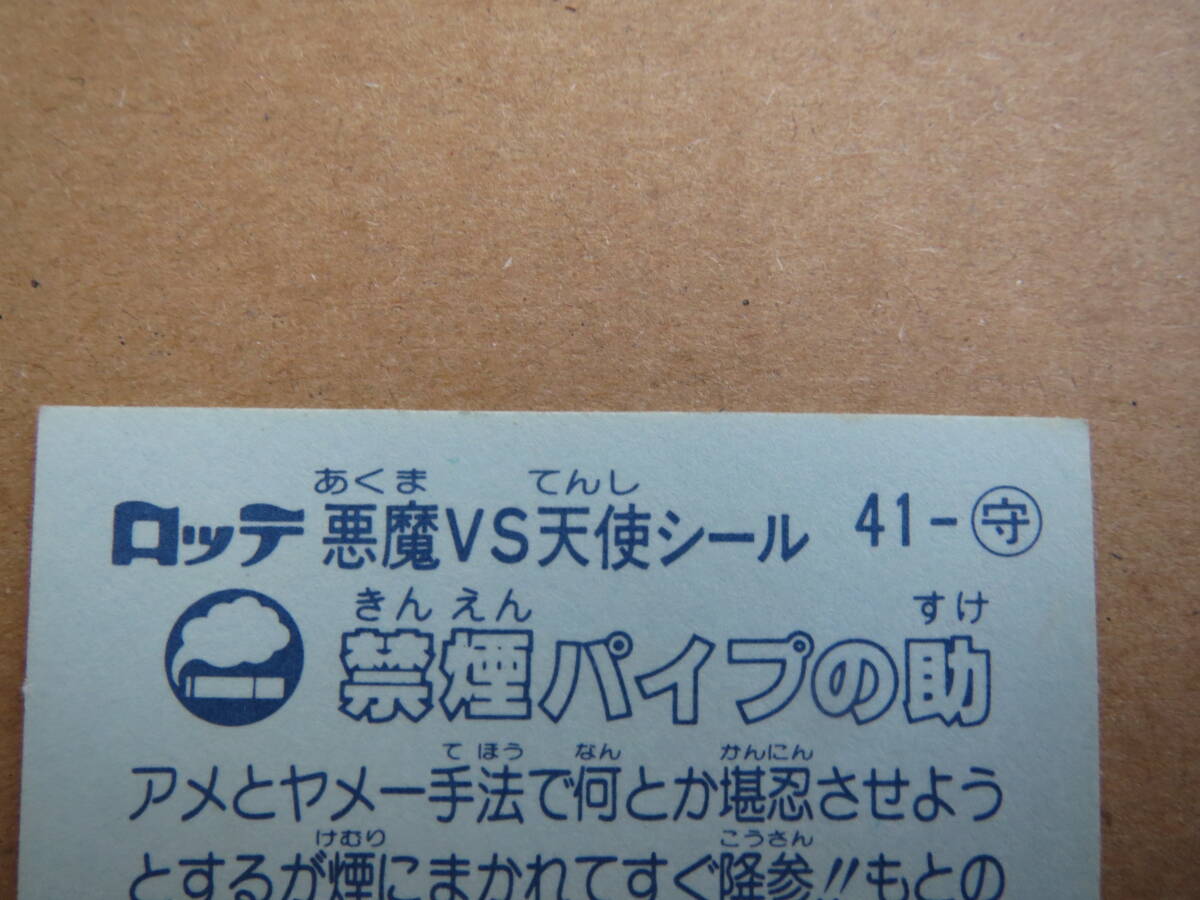 あくま てんし
ロッテ 悪魔VS天使シール 41-㊢
きんえん すけ
禁煙パイプの助
てほう なん かんにん
アメとヤメー手法で何とか堪忍させよう
けむり こうさん
とするが煙にまかれてすぐ降参!!もとの